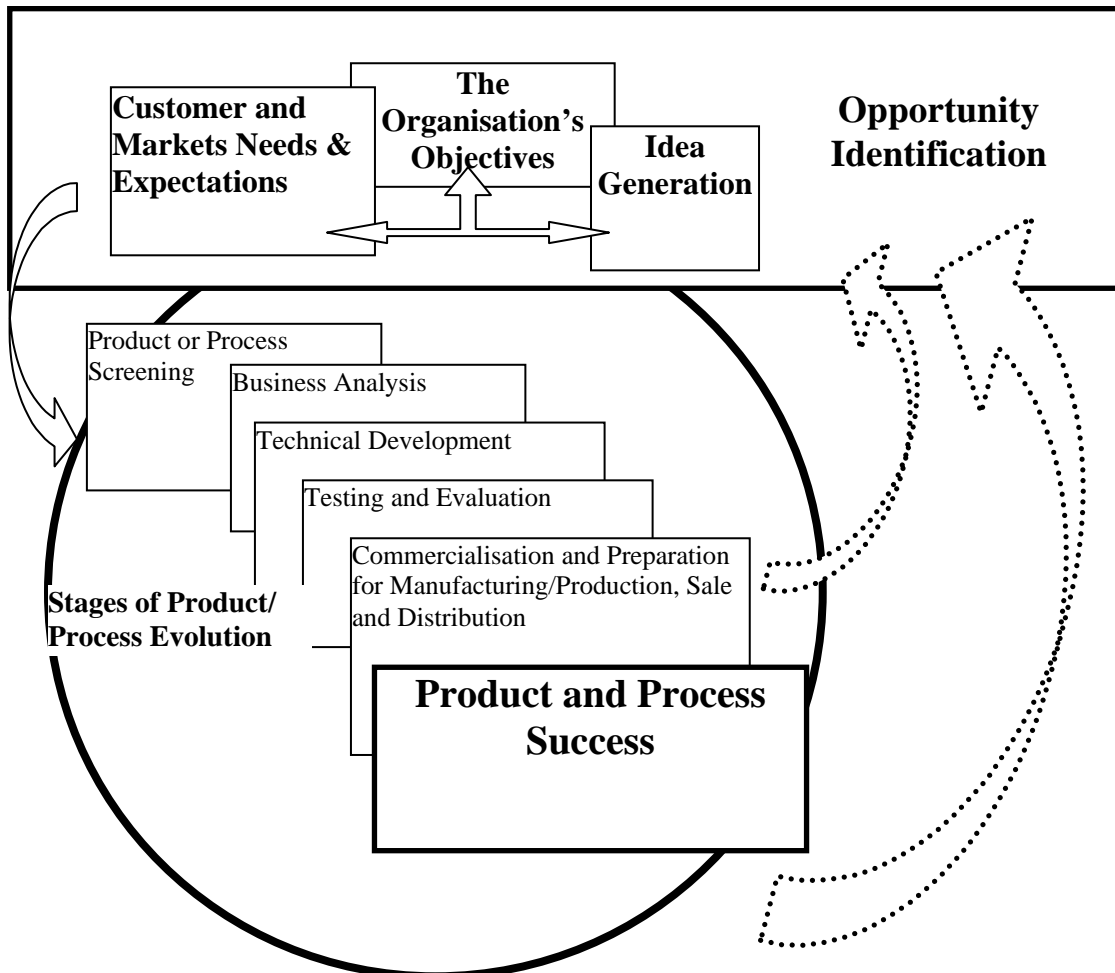 Customer and
Markets Needs &
Expectations
The
Organisation's
Objectives
Idea
Generation
Opportunity
Identification
Product or Process
Screening
Business Analysis
Technical Development
Testing and Evaluation
Commercialisation and Preparation
for Manufacturing/Production, Sale
and Distribution
Stages of Product/
Process Evolution
Product and Process
Success